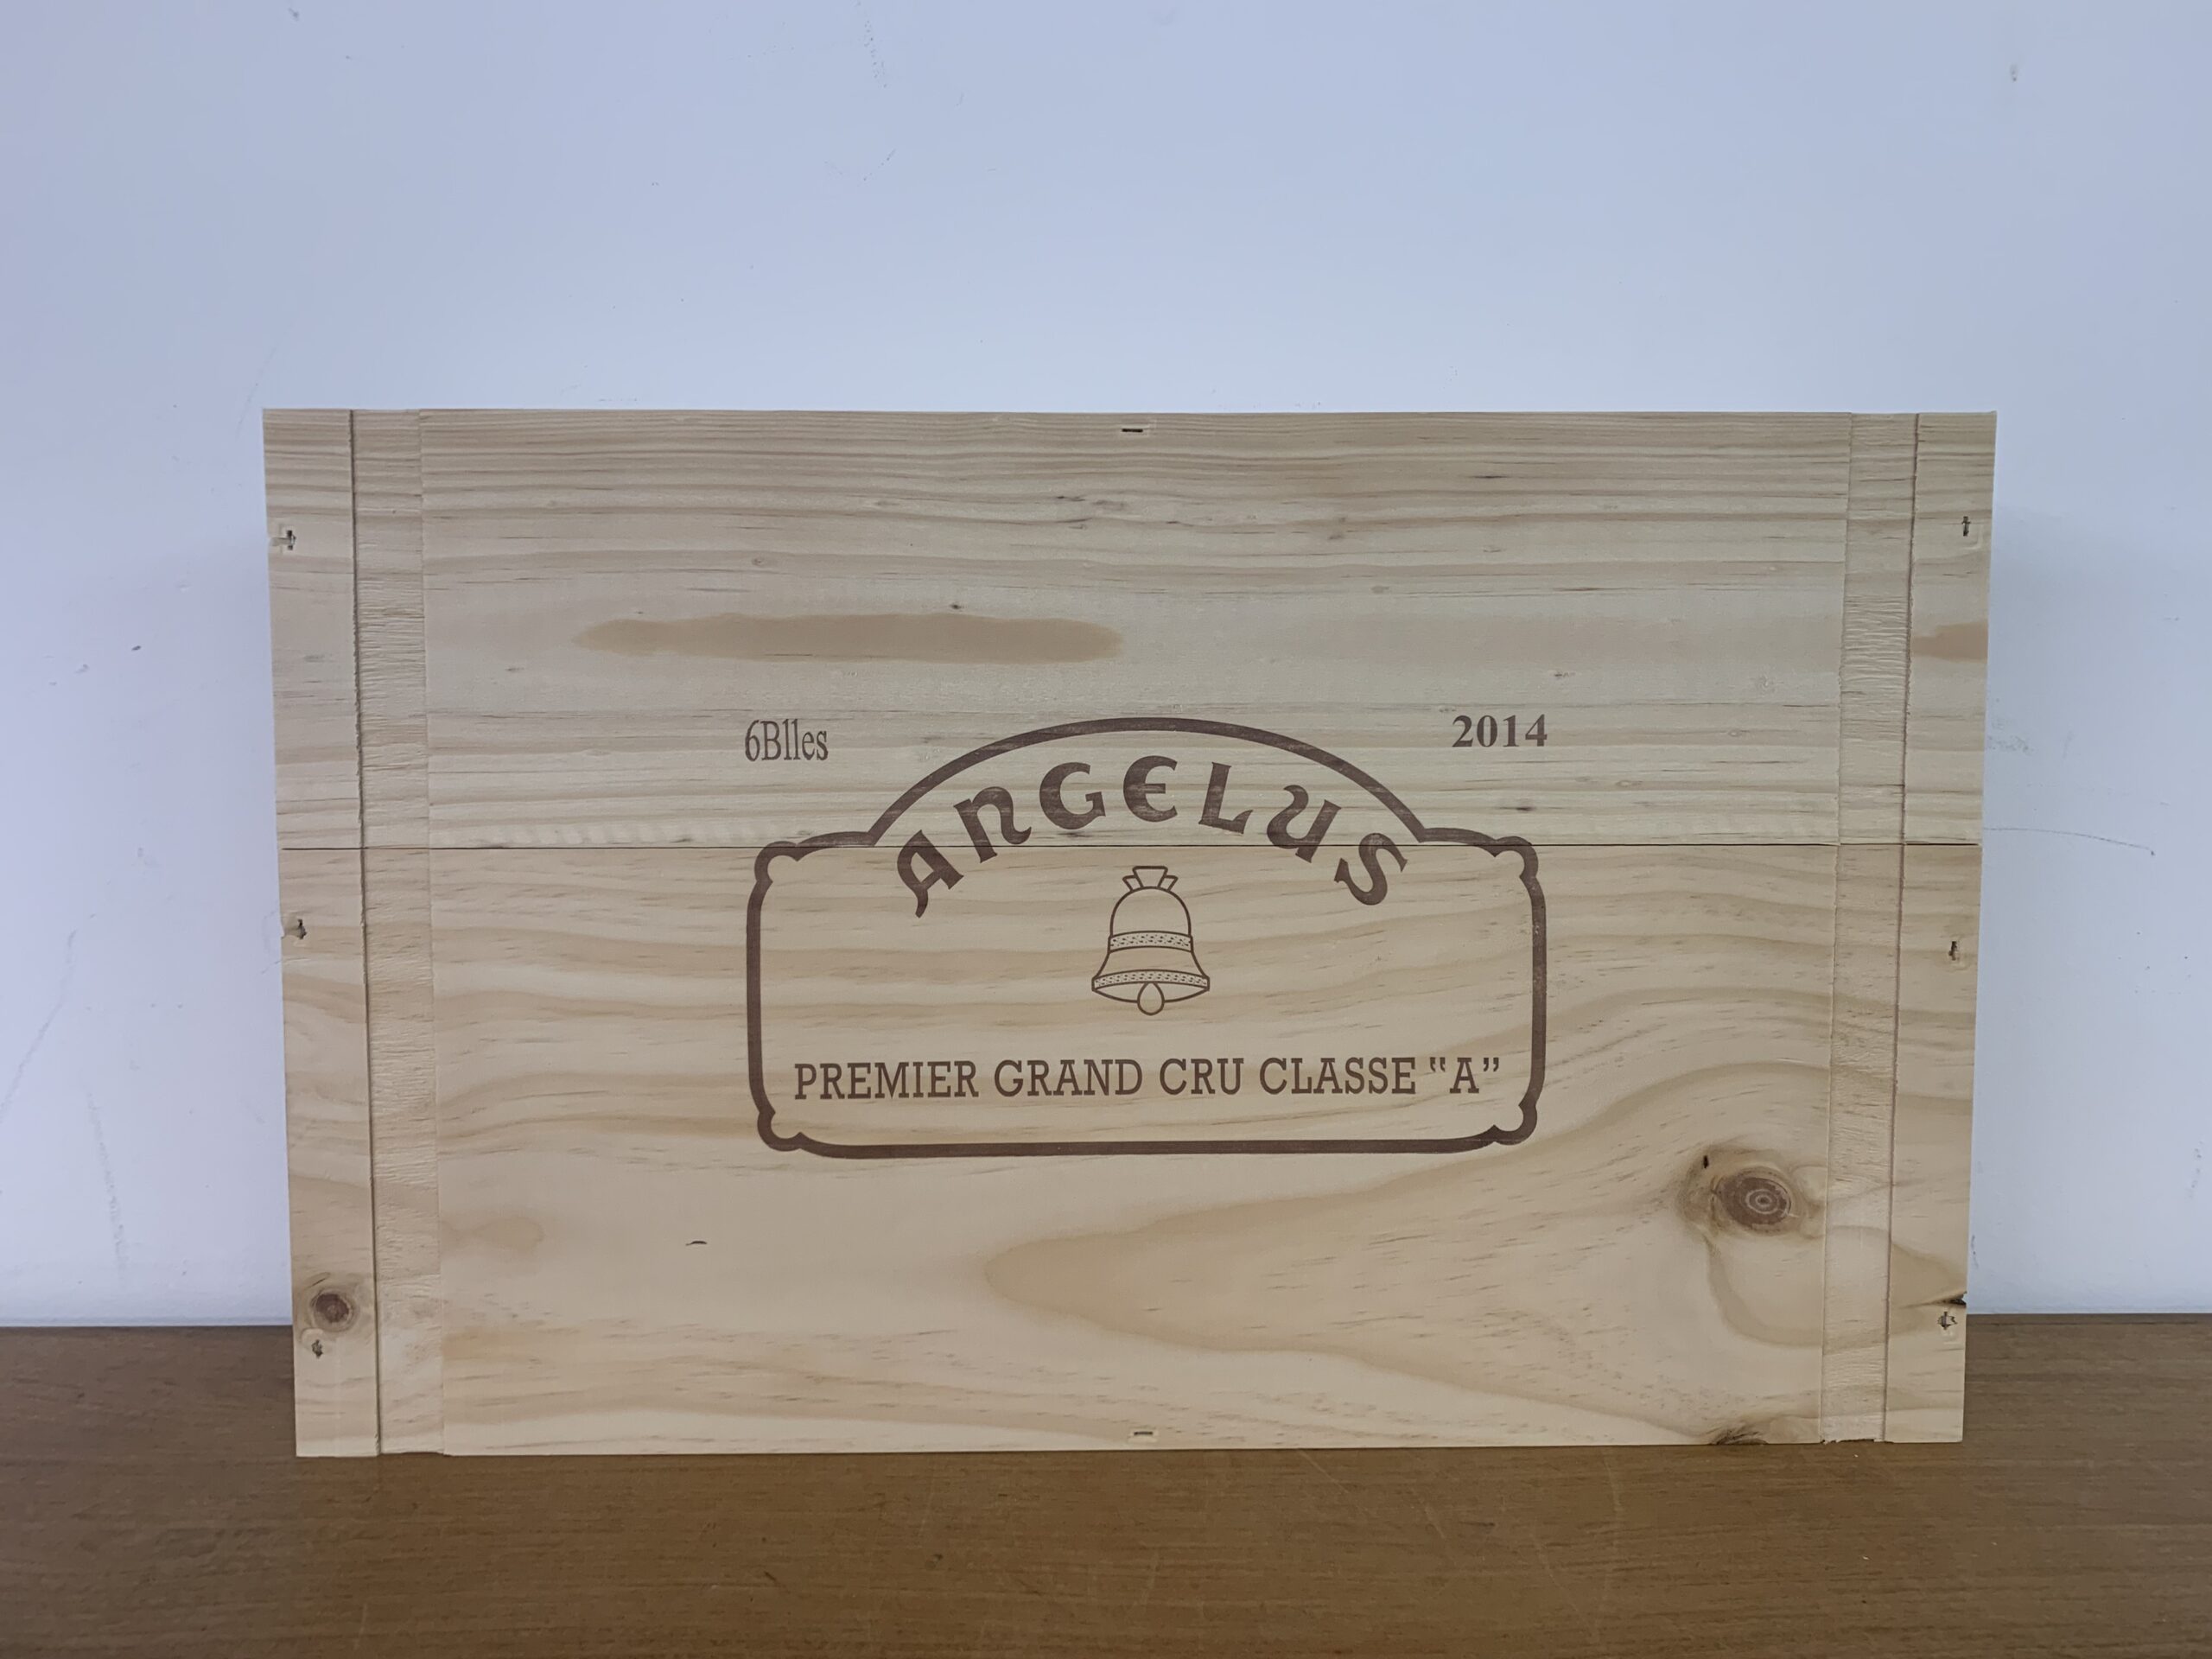 6Blles
2014
ANGELUS
PREMIER GRAND CRU CLASSE "A"